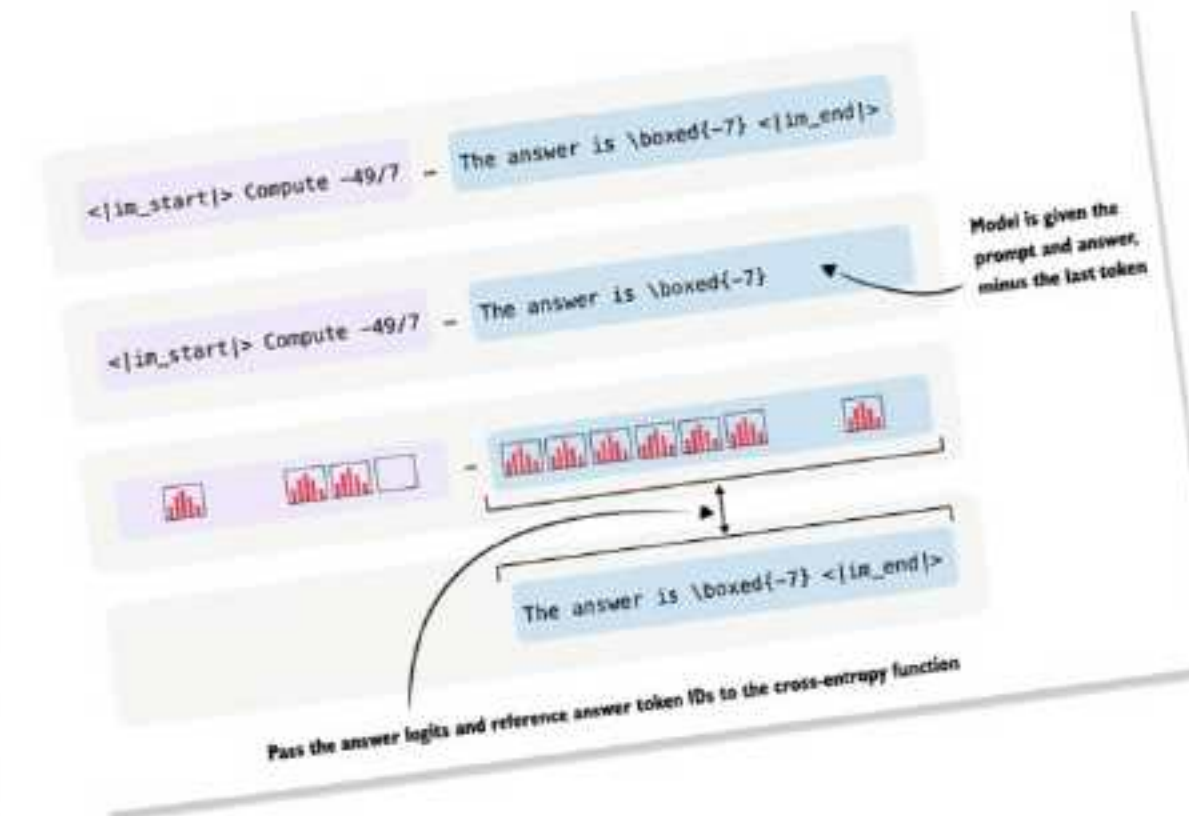 <|im_start|> Compute -49/7 - The answer is \boxed{-7} <|im_end|>
<|im_start|> Compute -49/7 - The answer is \boxed{-7}
Model is given the
prompt and answer,
minus the last token
-
The answer is \boxed{-7} <|im_end|>
Pass the answer logits and reference answer token IDs to the cross-entropy function